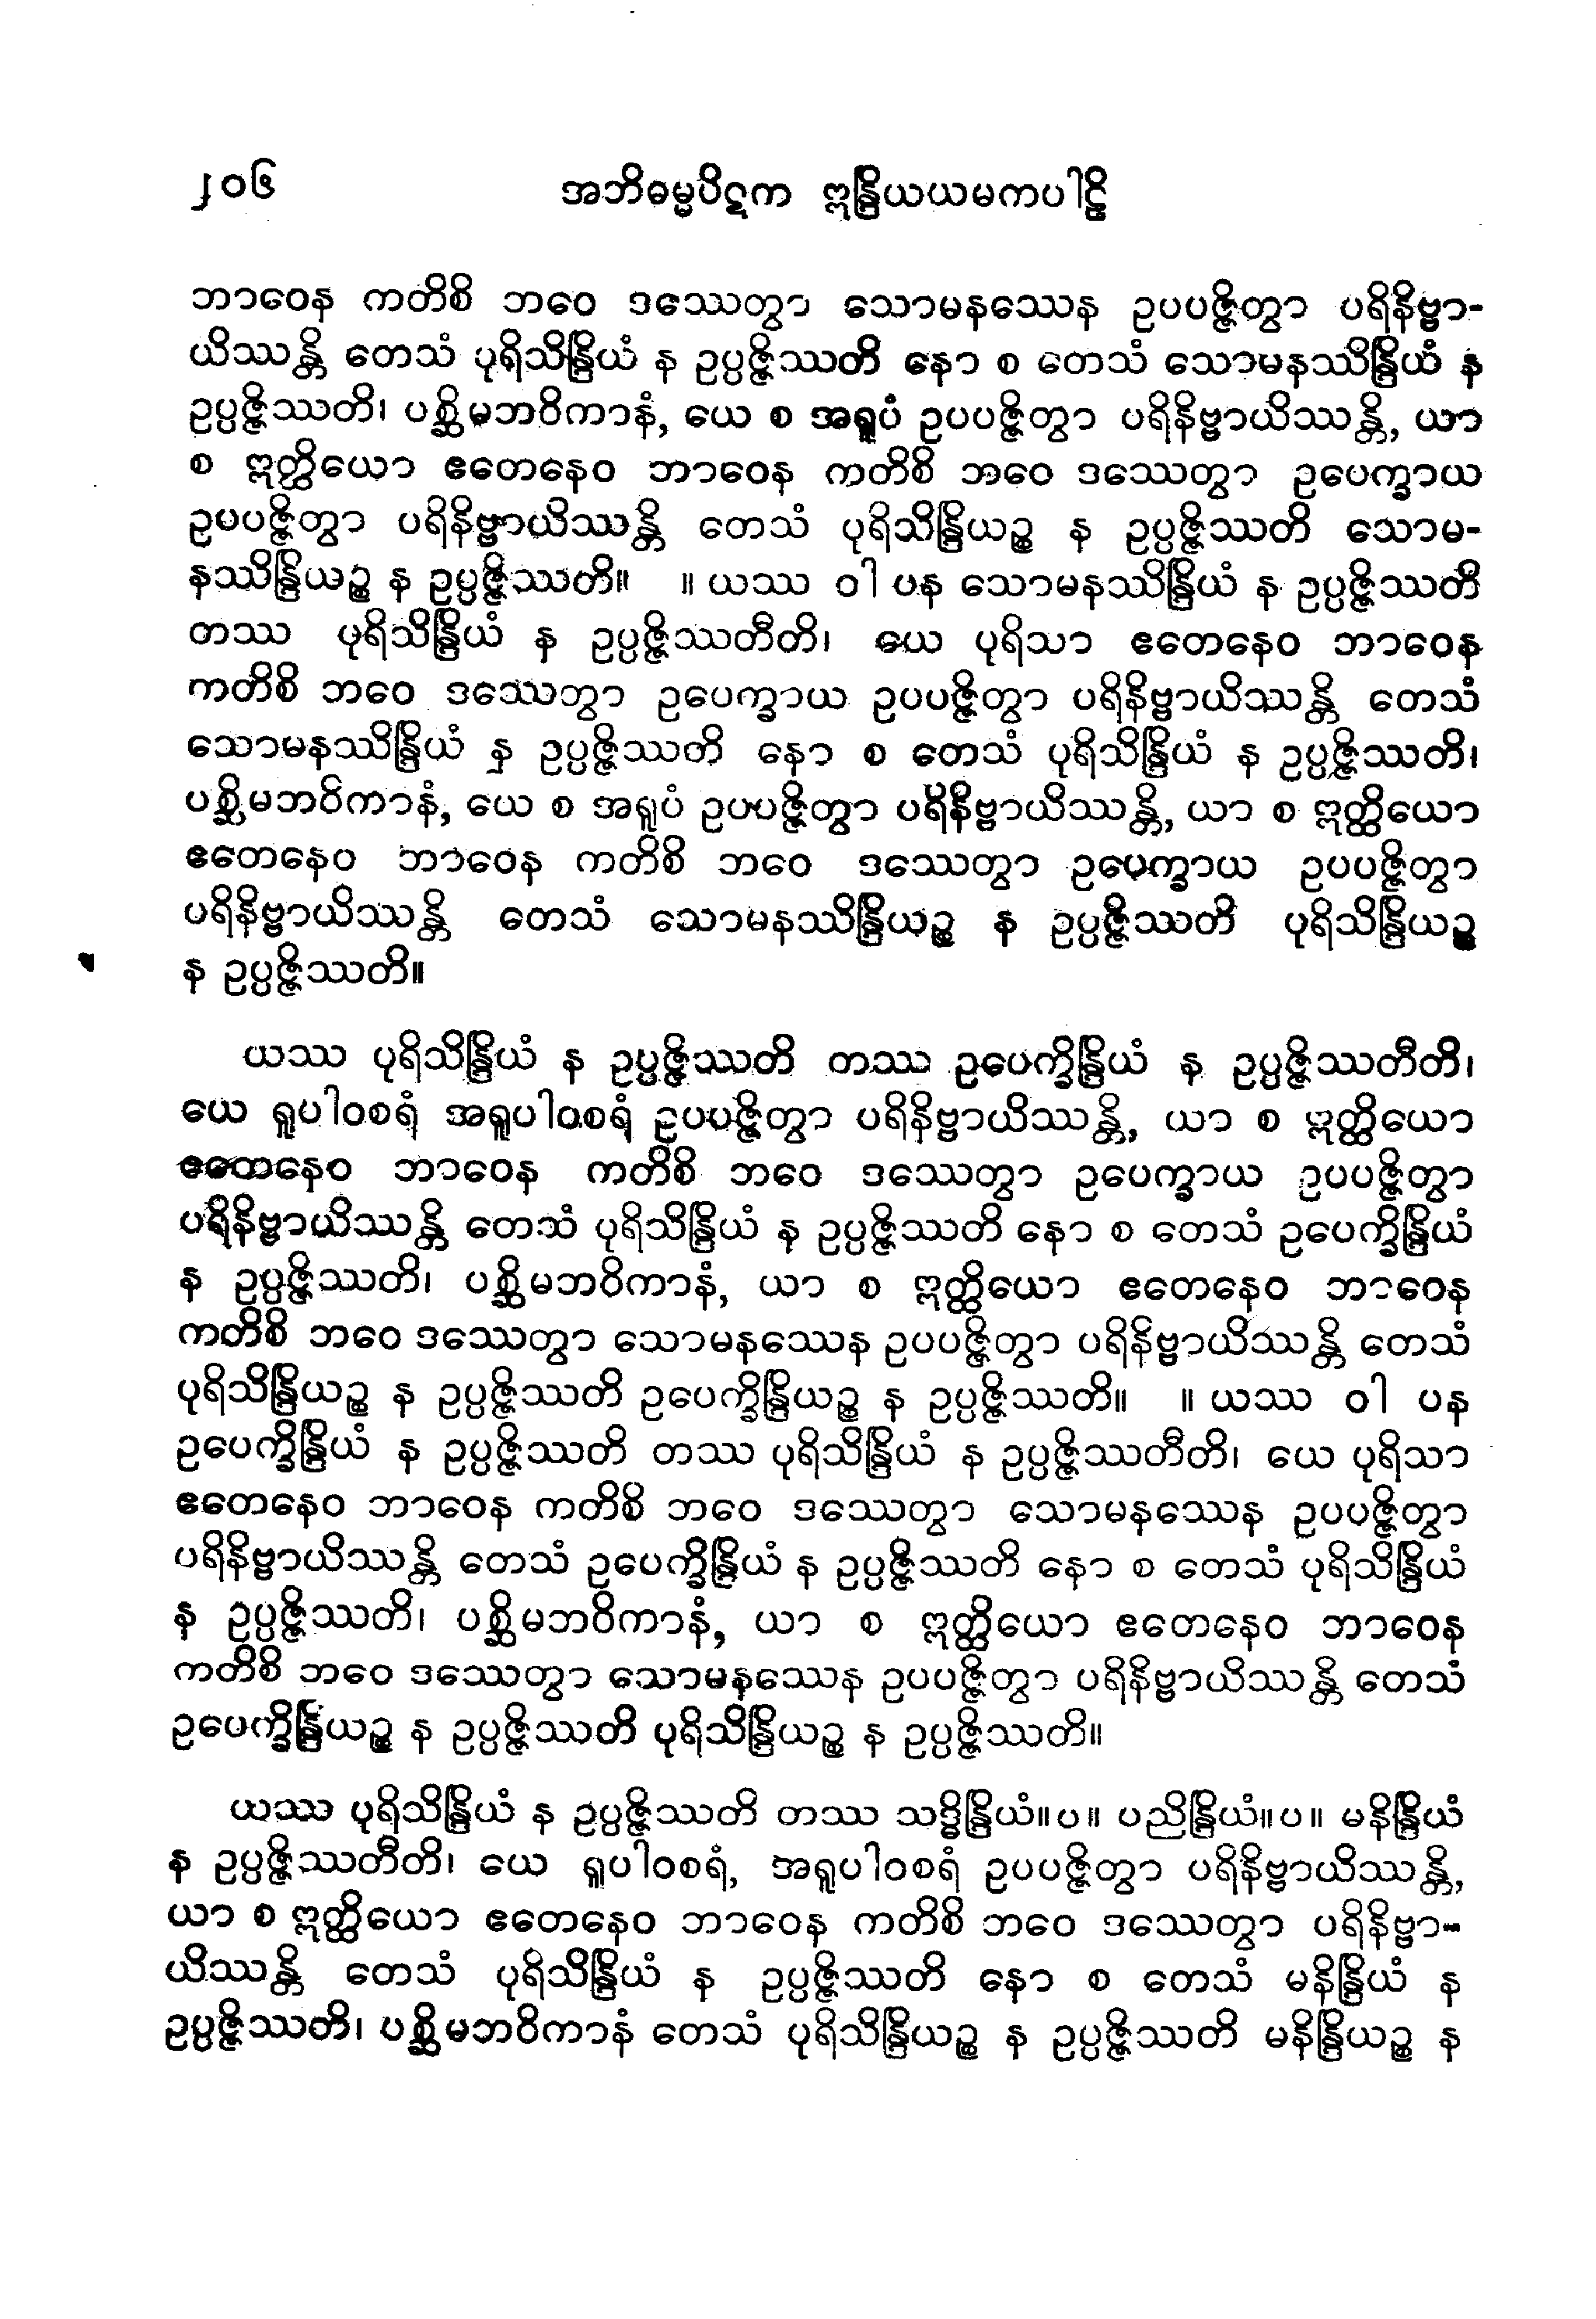 ၂၀၆ အဘိဓမ္မပိဋက ဣန္ဒြိယယမကပါဠိ
ဘာဝေန ကတိစိ ဘဝေ ဒဿေတွာ သောမနဿေန ဥပပဇ္ဇိတွာ ပရိနိဗ္ဗာ-
ယိဿန္တိ တေသံ ပုရိသိန္ဒြိယံ န ဥပ္ပဇ္ဇိဿတိ နော စ တေသံ သောမနဿိန္ဒြိယံ န
ဥပ္ပဇ္ဇိဿတိ၊ ပစ္ဆိမဘဝိကာနံ, ယေ စ အရူပံ ဥပပဇ္ဇိတွာ ပရိနိဗ္ဗာယိဿန္တိ, ယာ
စ ဣတ္ထိယော ဧတေနေဝ ဘာဝေန ကတိစိ ဘဝေ ဒဿေတွာ ဥပေက္ခာယ
ဥပပဇ္ဇိတွာ ပရိနိဗ္ဗာယိဿန္တိ တေသံ ပုရိသိန္ဒြိယဉ္စ န ဥပ္ပဇ္ဇိဿတိ သောမ-
နဿိန္ဒြိယဉ္စ န ဥပ္ပဇ္ဇိဿတိ။ ။ ယဿ ဝါ ပန သောမနဿိန္ဒြိယံ န ဥပ္ပဇ္ဇိဿတိ
တဿ ပုရိသိန္ဒြိယံ န ဥပ္ပဇ္ဇိဿတီတိ၊ ယေ ပုရိသာ ဧတေနေဝ ဘာဝေန
ကတိစိ ဘဝေ ဒဿေတွာ ဥပေက္ခာယ ဥပပဇ္ဇိတွာ ပရိနိဗ္ဗာယိဿန္တိ တေသံ
သောမနဿိန္ဒြိယံ န ဥပ္ပဇ္ဇိဿတိ နော စ တေသံ ပုရိသိန္ဒြိယံ န ဥပ္ပဇ္ဇိဿတိ၊
ပစ္ဆိမဘဝိကာနံ, ယေ စ အရူပံ ဥပပဇ္ဇိတွာ ပရိနိဗ္ဗာယိဿန္တိ, ယာ စ ဣတ္ထိယော
ဧတေနေဝ ဘာဝေန ကတိစိ ဘဝေ ဒဿေတွာ ဥပေက္ခာယ ဥပပဇ္ဇိတွာ
ပရိနိဗ္ဗာယိဿန္တိ တေသံ သောမနဿိန္ဒြိယဉ္စ န ဥပ္ပဇ္ဇိဿတိ ပုရိသိန္ဒြိယဉ္စ
န ဥပ္ပဇ္ဇိဿတိ။
ယဿ ပုရိသိန္ဒြိယံ န ဥပ္ပဇ္ဇိဿတိ တဿ ဥပေက္ခိန္ဒြိယံ န ဥပ္ပဇ္ဇိဿတီတိ၊
ယေ ရူပါဝစရံ အရူပါဝစရံ ဥပပဇ္ဇိတွာ ပရိနိဗ္ဗာယိဿန္တိ, ယာ စ ဣတ္ထိယော
ဧတေနေဝ ဘာဝေန ကတိစိ ဘဝေ ဒဿေတွာ ဥပေက္ခာယ ဥပပဇ္ဇိတွာ
ပရိနိဗ္ဗာယိဿန္တိ တေသံ ပုရိသိန္ဒြိယံ န ဥပ္ပဇ္ဇိဿတိ နော စ တေသံ ဥပေက္ခိန္ဒြိယံ
န ဥပ္ပဇ္ဇိဿတိ၊ ပစ္ဆိမဘဝိကာနံ, ယာ စ ဣတ္ထိယော ဧတေနေဝ ဘာဝေန
ကတိစိ ဘဝေ ဒဿေတွာ သောမနဿေန ဥပပဇ္ဇိတွာ ပရိနိဗ္ဗာယိဿန္တိ တေသံ
ပုရိသိန္ဒြိယဉ္စ န ဥပ္ပဇ္ဇိဿတိ ဥပေက္ခိန္ဒြိယဉ္စ န ဥပ္ပဇ္ဇိဿတိ။ ။ ယဿ ဝါ ပန
ဥပေက္ခိန္ဒြိယံ န ဥပ္ပဇ္ဇိဿတိ တဿ ပုရိသိန္ဒြိယံ န ဥပ္ပဇ္ဇိဿတီတိ၊ ယေ ပုရိသာ
ဧတေနေဝ ဘာဝေန ကတိစိ ဘဝေ ဒဿေတွာ သောမနဿေန ဥပပဇ္ဇိတွာ
ပရိနိဗ္ဗာယိဿန္တိ တေသံ ဥပေက္ခိန္ဒြိယံ န ဥပ္ပဇ္ဇိဿတိ နော စ တေသံ ပုရိသိန္ဒြိယံ
န ဥပ္ပဇ္ဇိဿတိ၊ ပစ္ဆိမဘဝိကာနံ, ယာ စ ဣတ္ထိယော ဧတေနေဝ ဘာဝေန
ကတိစိ ဘဝေ ဒဿေတွာ သောမနဿေန ဥပပဇ္ဇိတွာ ပရိနိဗ္ဗာယိဿန္တိ တေသံ
ဥပေက္ခိန္ဒြိယဉ္စ န ဥပ္ပဇ္ဇိဿတိ ပုရိသိန္ဒြိယဉ္စ န ဥပ္ပဇ္ဇိဿတိ။
ယဿ ပုရိသိန္ဒြိယံ န ဥပ္ပဇ္ဇိဿတိ တဿ သဒ္ဓိန္ဒြိယံ။ပ။ ပညိန္ဒြိယံ။ပ။ မနိန္ဒြိယံ
န ဥပ္ပဇ္ဇိဿတီတိ၊ ယေ ရူပါဝစရံ, အရူပါဝစရံ ဥပပဇ္ဇိတွာ ပရိနိဗ္ဗာယိဿန္တိ,
ယာ စ ဣတ္ထိယော ဧတေနေဝ ဘာဝေန ကတိစိ ဘဝေ ဒဿေတွာ ပရိနိဗ္ဗာ-
ယိဿန္တိ တေသံ ပုရိသိန္ဒြိယံ န ဥပ္ပဇ္ဇိဿတိ နော စ တေသံ မနိန္ဒြိယံ န
ဥပ္ပဇ္ဇိဿတိ၊ ပစ္ဆိမဘဝိကာနံ တေသံ ပုရိသိန္ဒြိယဉ္စ န ဥပ္ပဇ္ဇိဿတိ မနိန္ဒြိယဉ္စ န